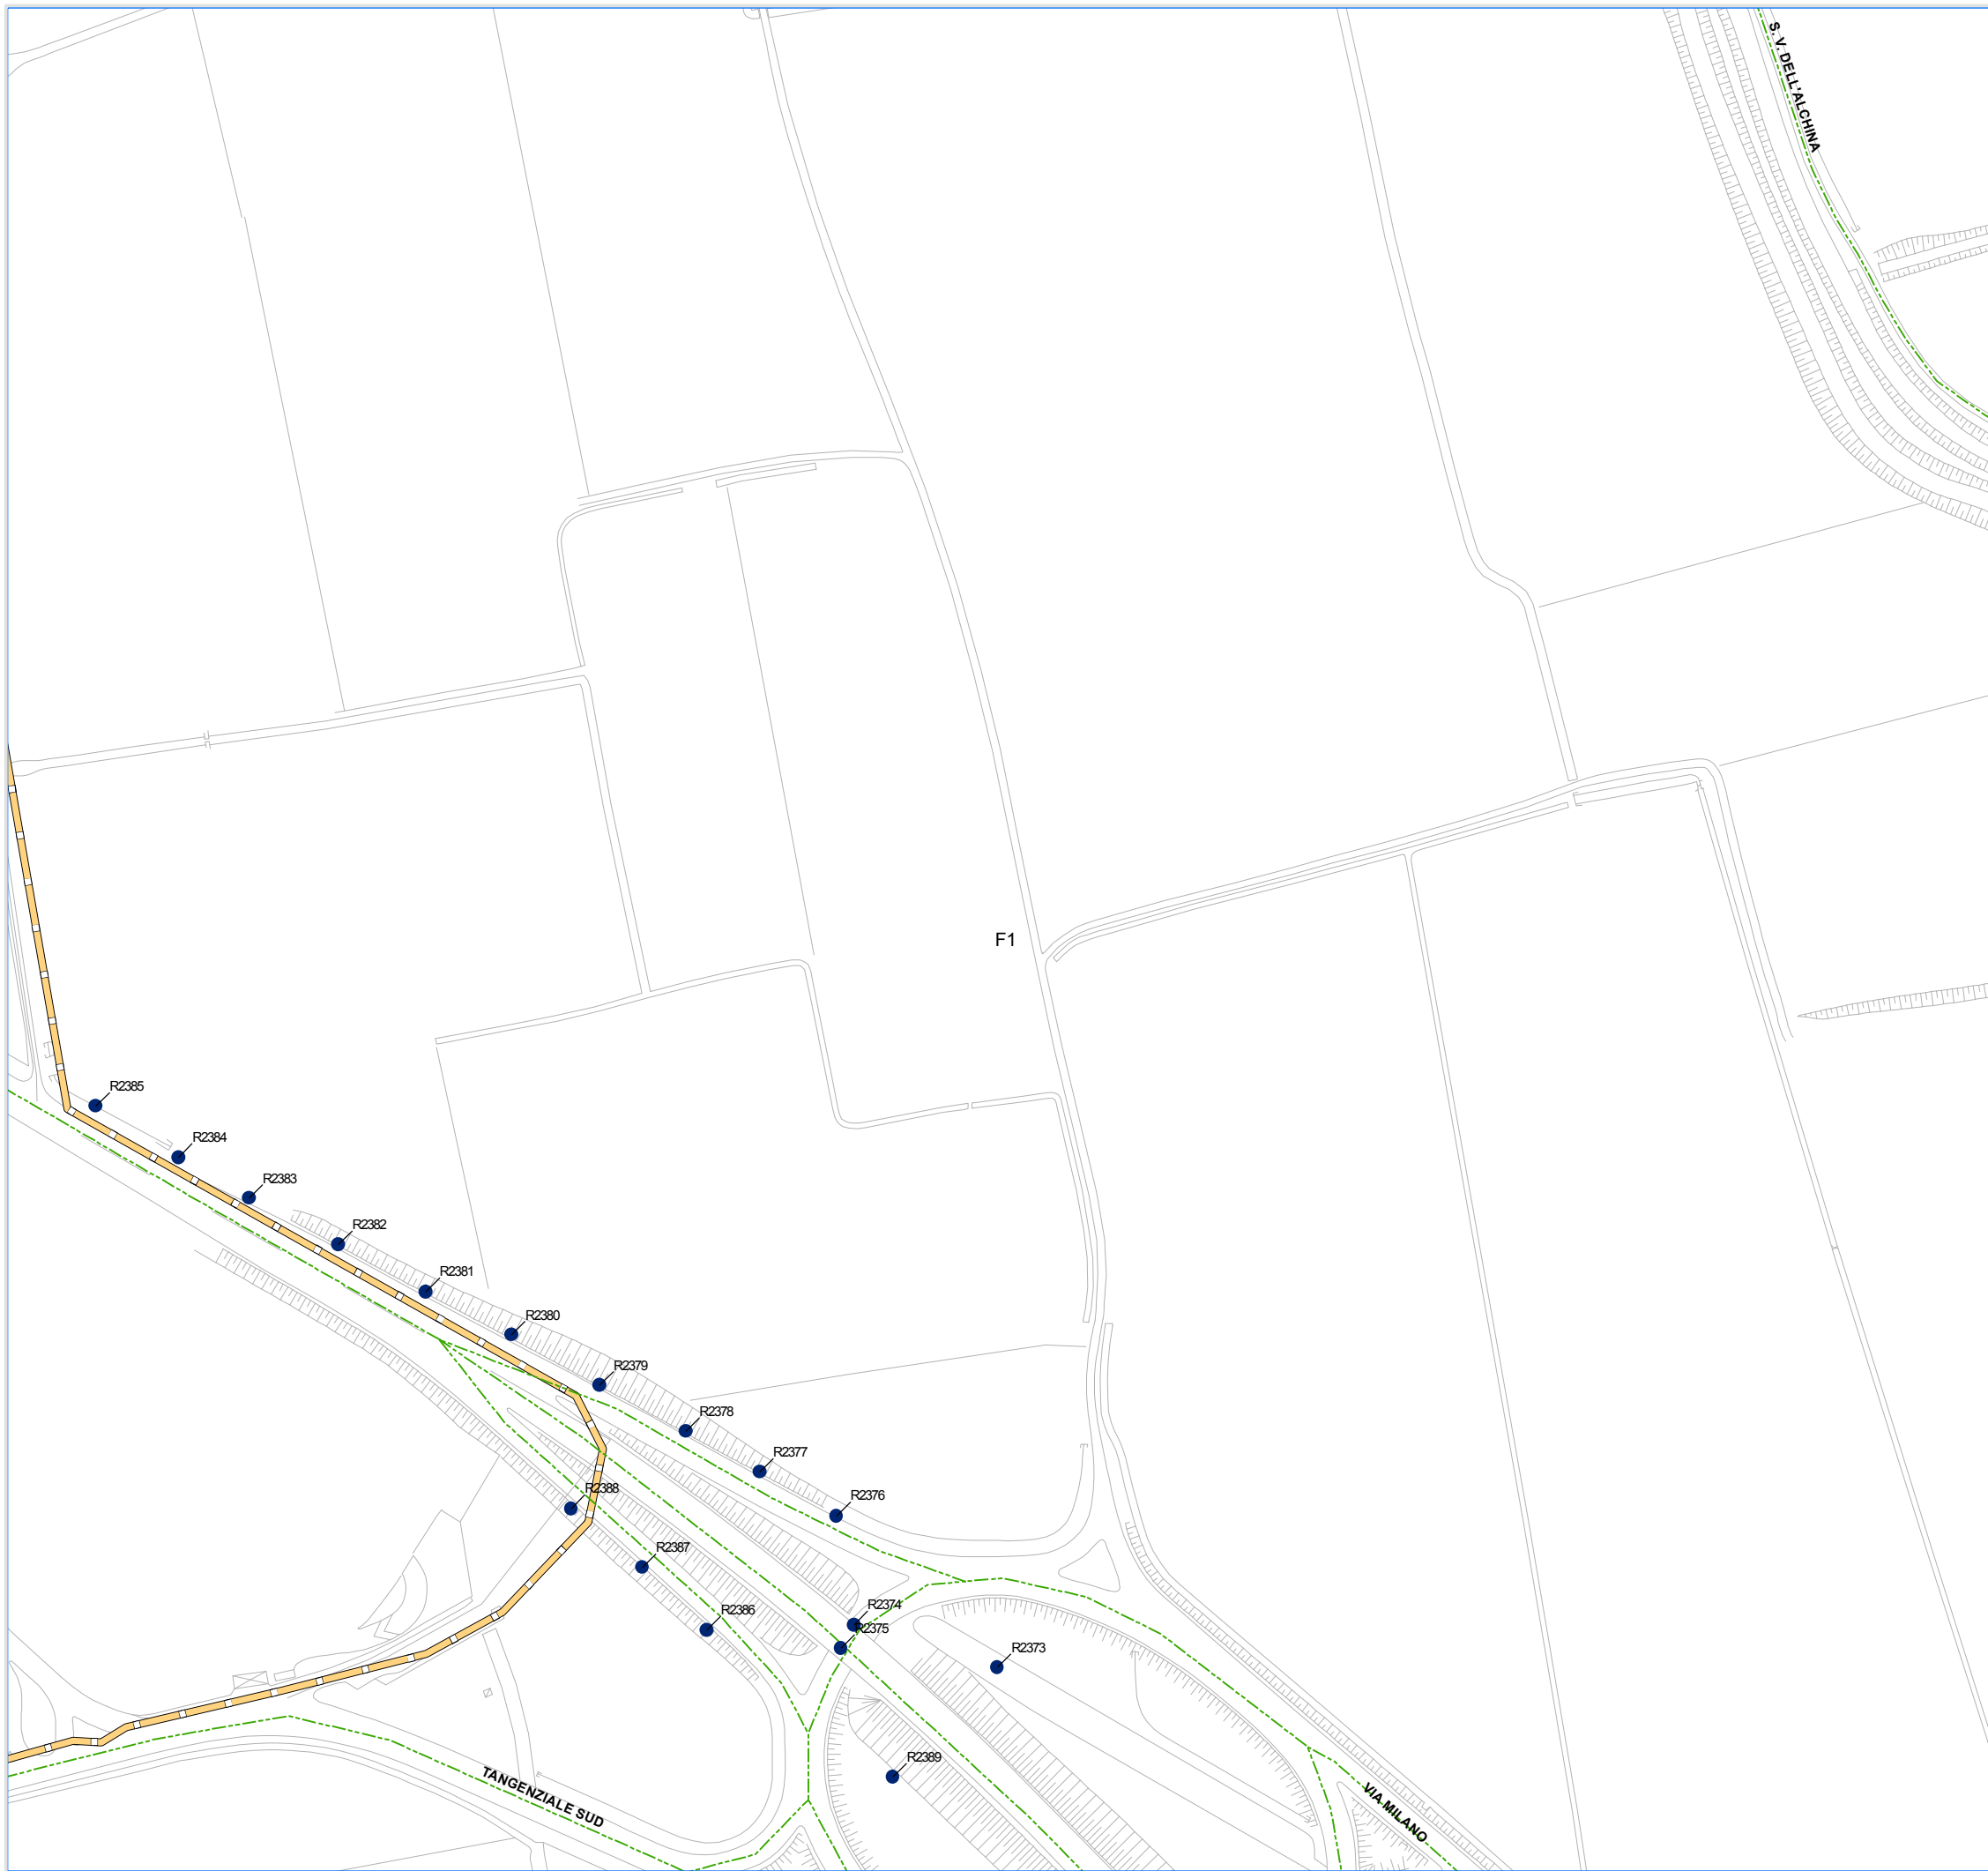 S. V. DELL'ALCHINA
F1
R2385
R2384
R2383
R2382
R2381
R2380
R2379
R2378
R2377
R2376
R2388
R2387
R2386
R2374
R2375
R2373
R2389
TANGENZIALE SUD
VIA MILANO